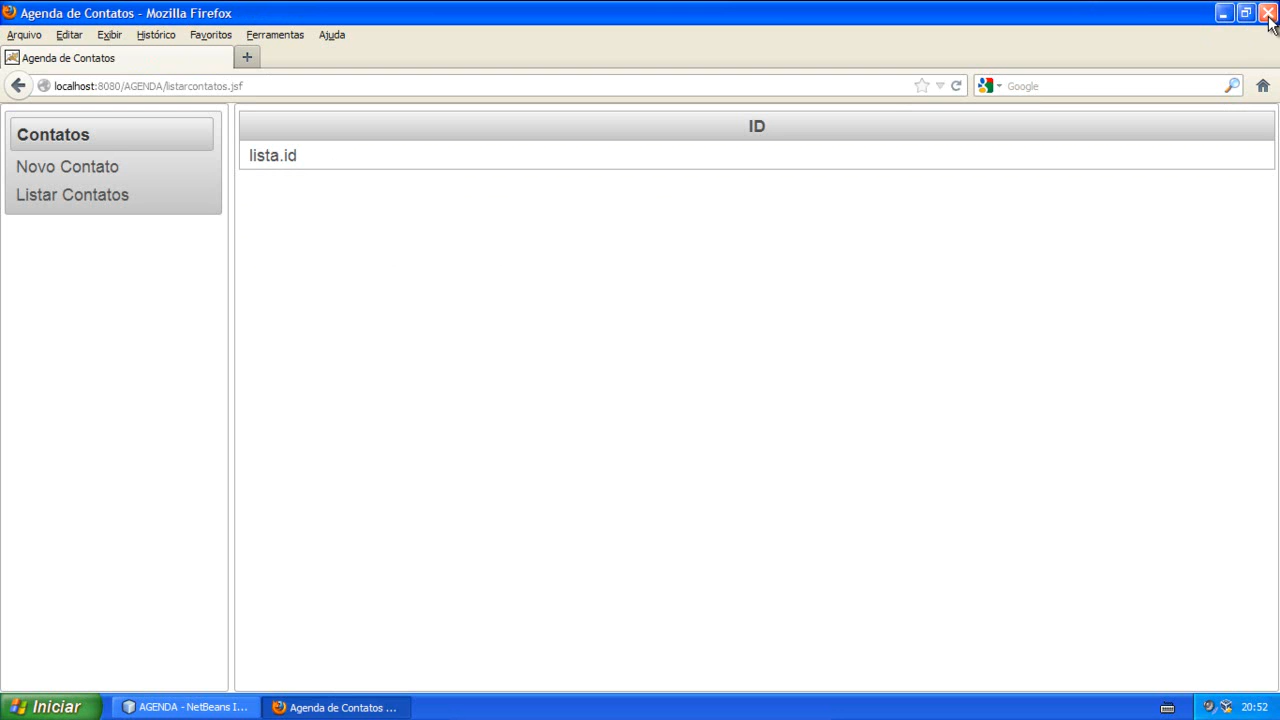 Agenda de Contatos - Mozilla Firefox
Arquivo Editar Exibir Histórico Favoritos Ferramentas Ajuda
Agenda de Contatos
localhost:8080/AGENDA/listarcontatos.jsf
Google
Contatos
Novo Contato
Listar Contatos
ID
lista.id
Iniciar
AGENDA - NetBeans I...
Agenda de Contatos ...
20:52